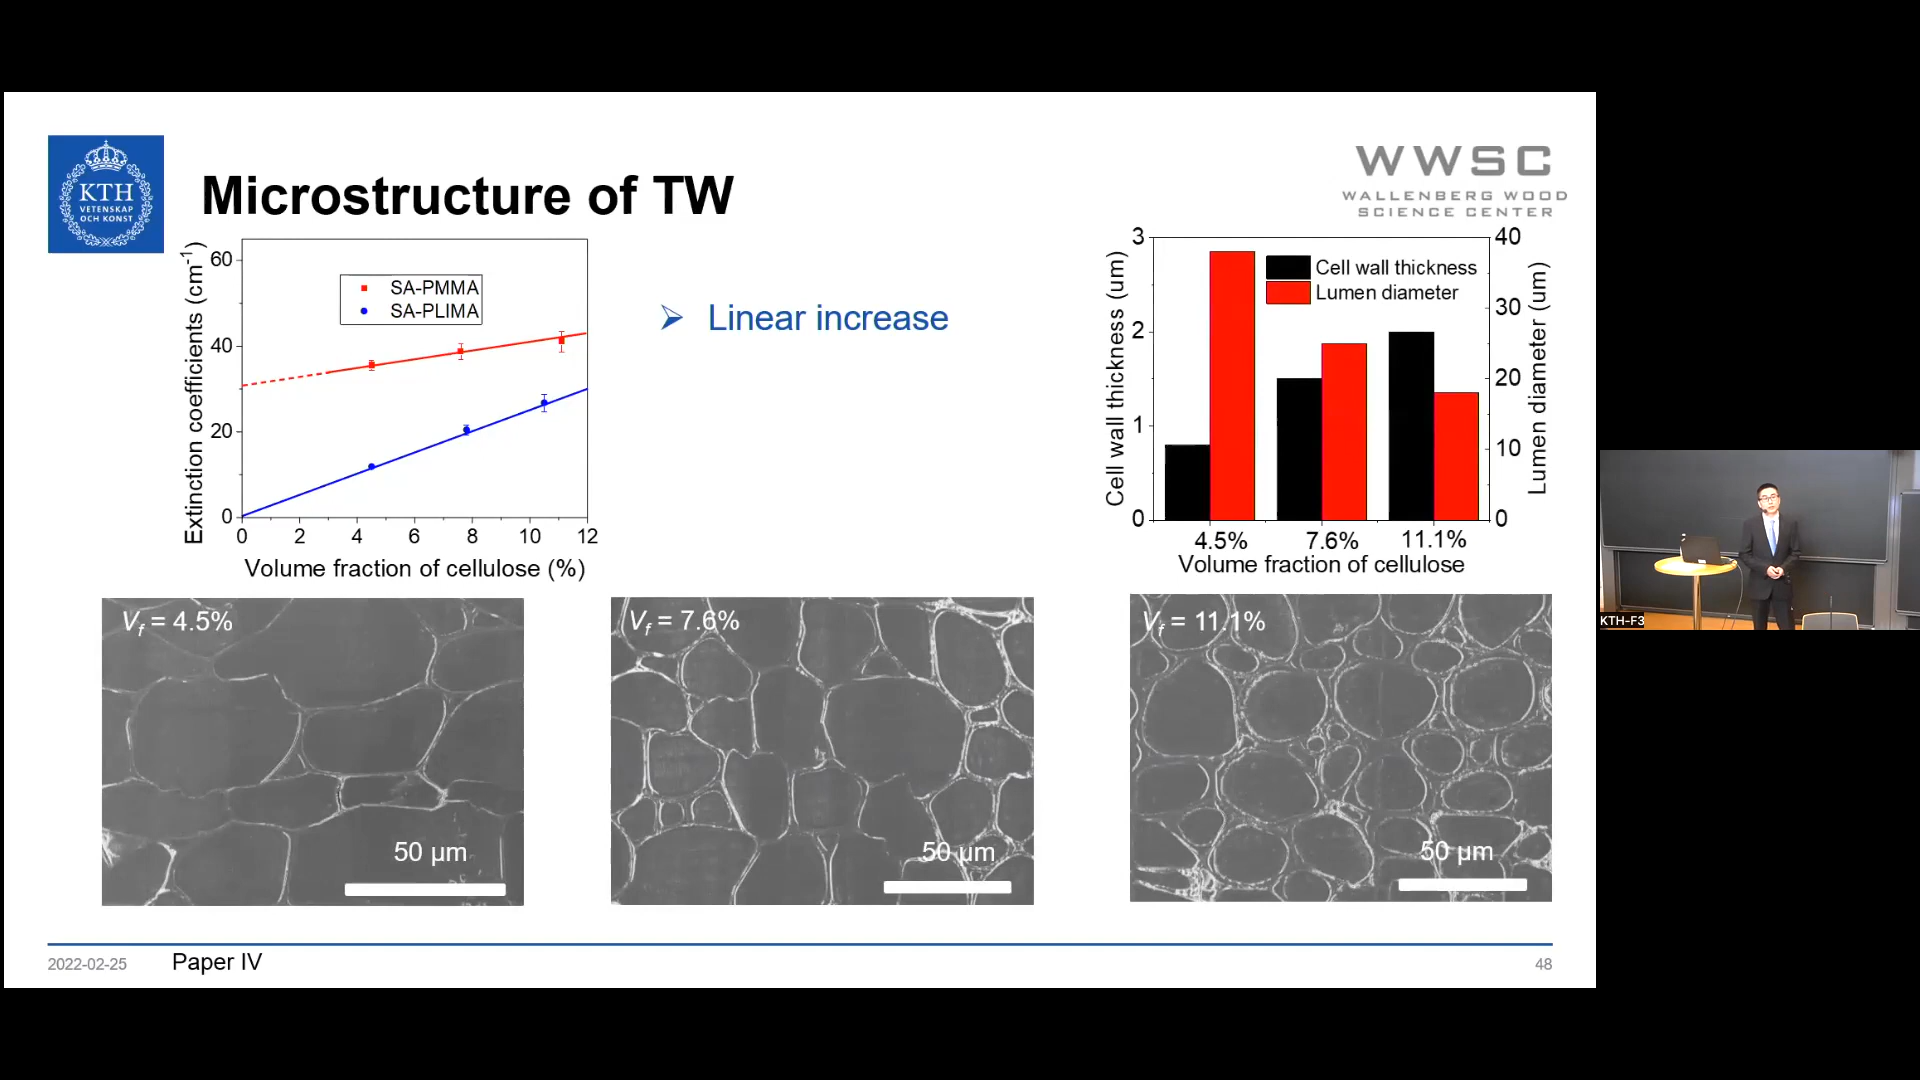 KTH
VETENSKAP
OCH KONST
Microstructure of TW
WWSC
WALLENBERG WOOD
SCIENCE CENTER
Extinction coefficients (cm⁻¹)
60
40
20
0
SA-PMMA
SA-PLIMA
0 2 4 6 8 10 12
Volume fraction of cellulose (%)
➢ Linear increase
Cell wall thickness (um)
3
2
1
0
Cell wall thickness
Lumen diameter
40
30
20
10
0
Lumen diameter (um)
4.5% 7.6% 11.1%
Volume fraction of cellulose
Vf = 4.5%
50 µm
Vf = 7.6%
50 µm
Vf = 11.1%
50 µm
KTH-F3
2022-02-25
Paper IV
48